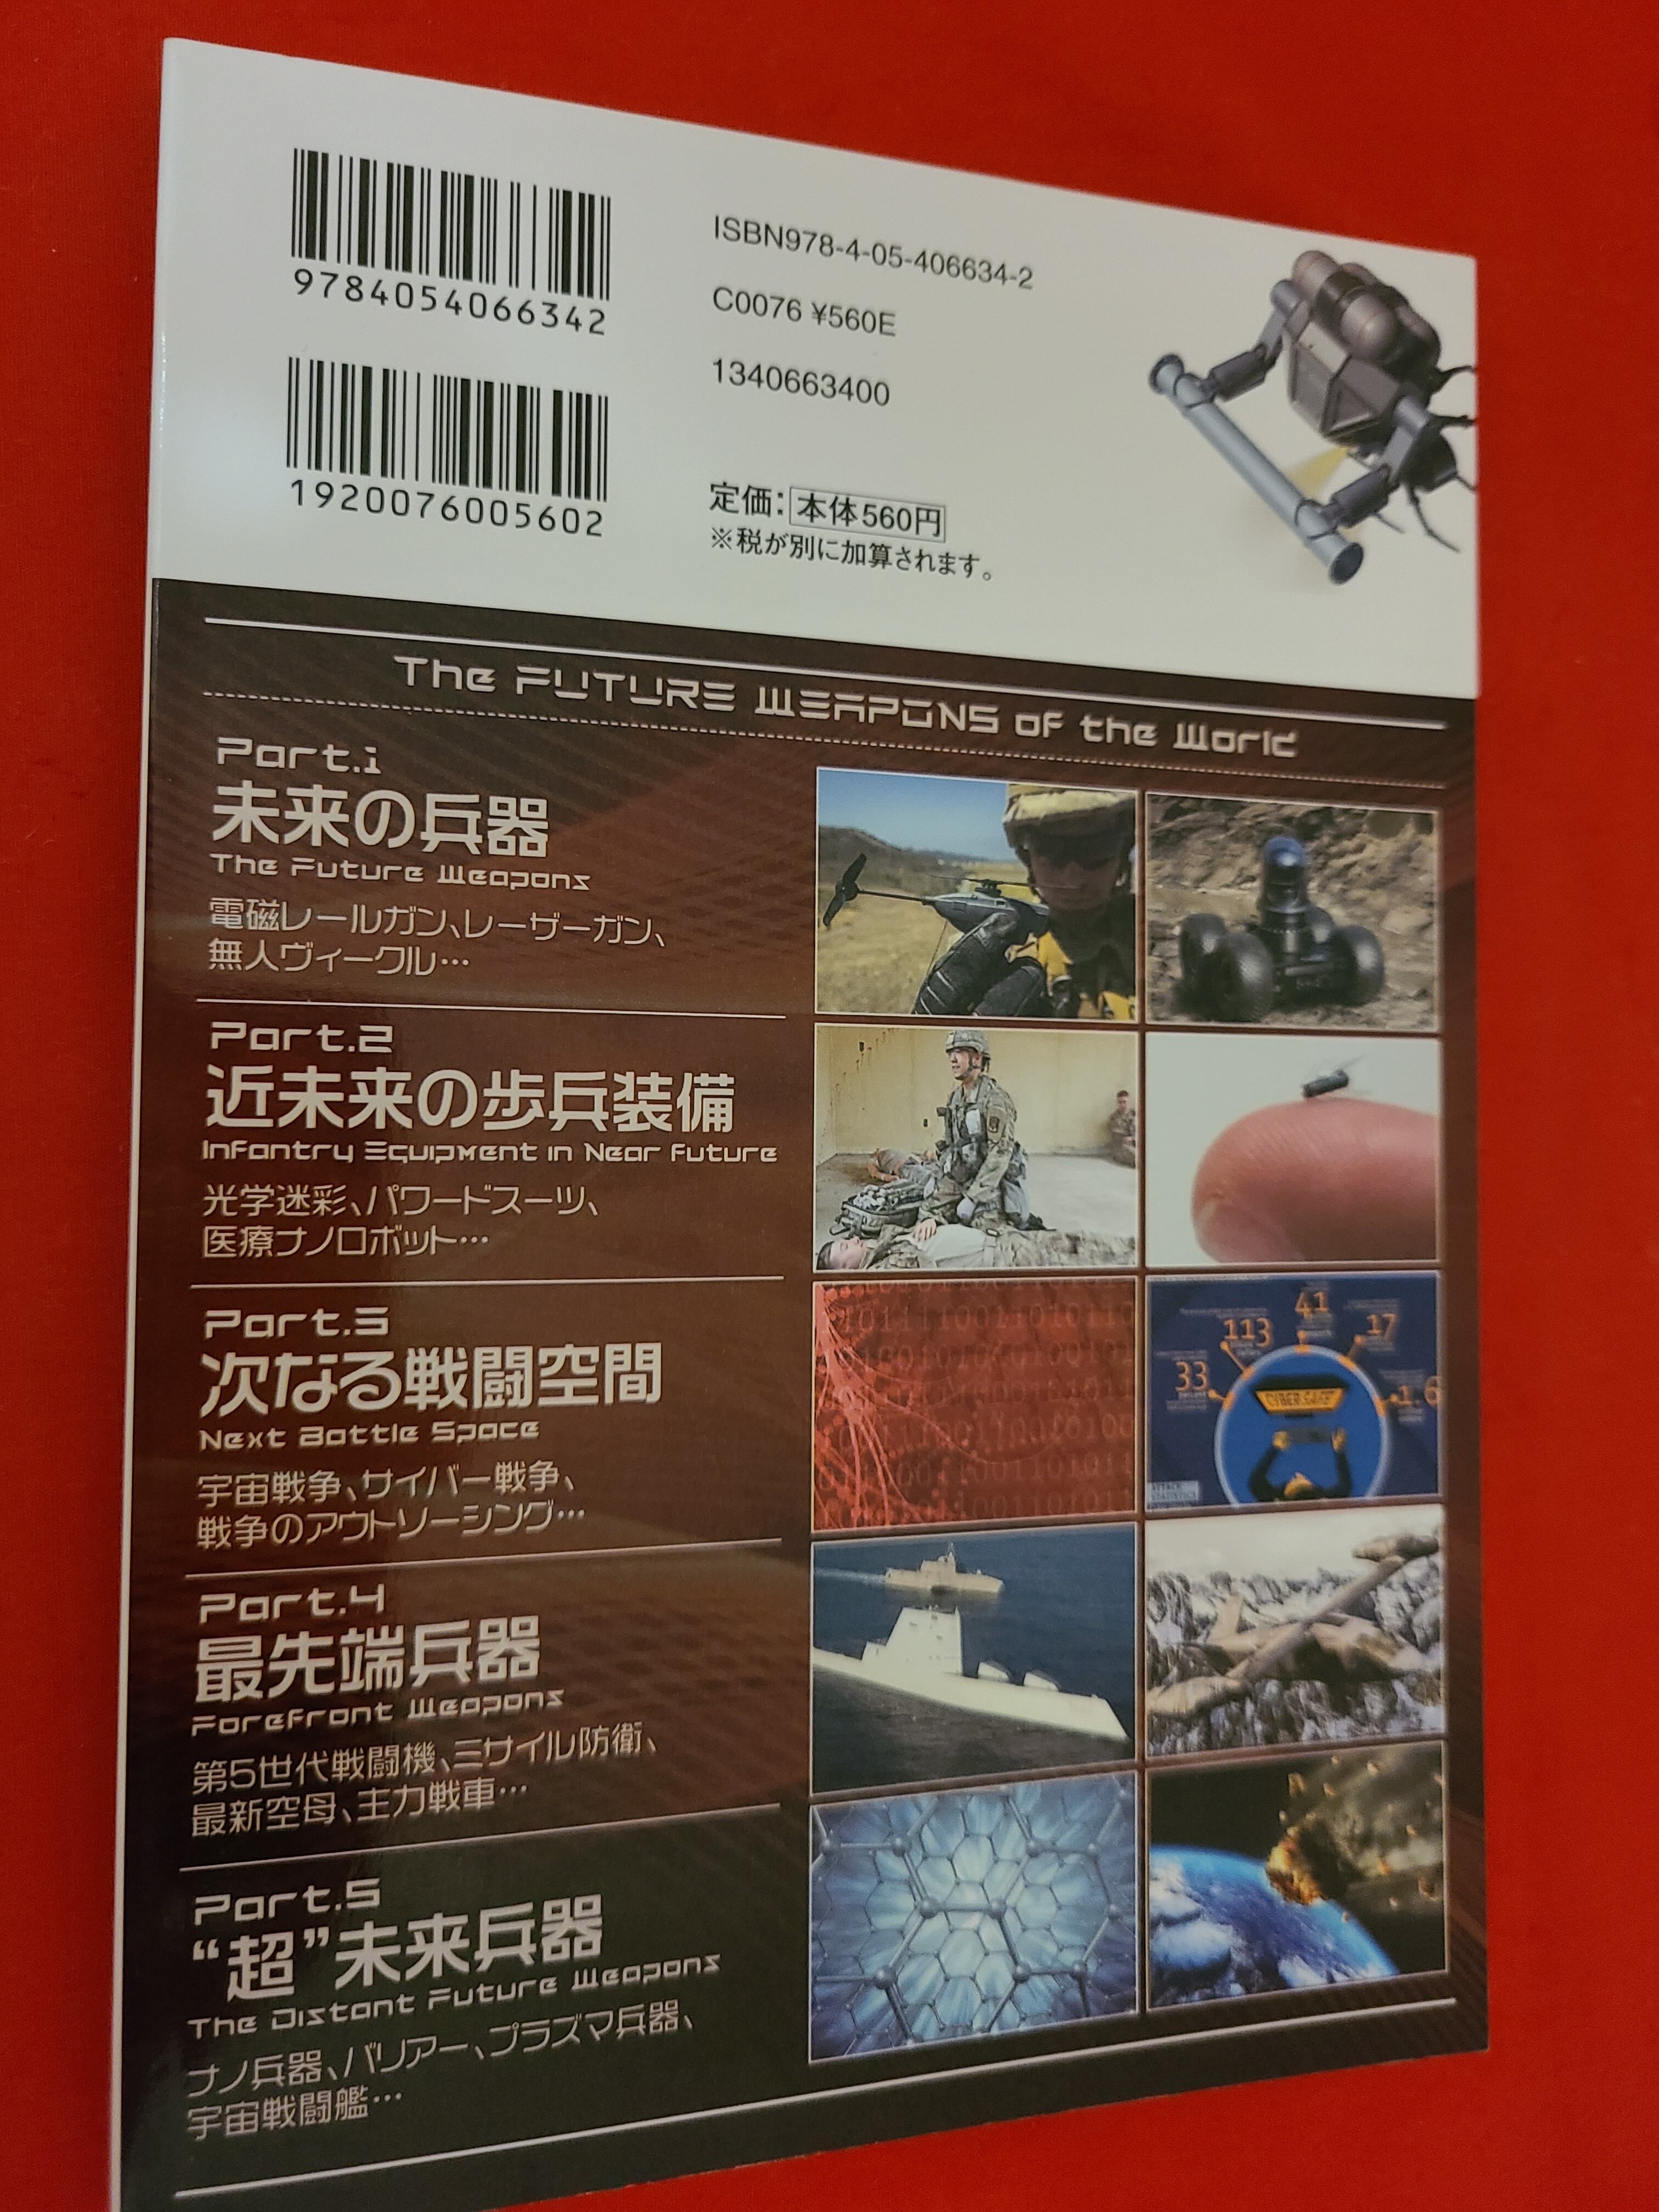 9784054066342
1920076005602
ISBN978-4-05-406634-2
C0076 ¥560E
1340663400
定価:本体560円
※税が別に加算されます。
The FUTURE WEAPONS of the World
Part.1
未来の兵器
The Future Weapons
電磁レールガン、レーザーガン、
無人ヴィークル…
Part.2
近未来の歩兵装備
Infantry Equipment in Near Future
光学迷彩、パワードスーツ、
医療ナノロボット…
Part.3
次なる戦闘空間
Next Battle Space
宇宙戦争、サイバー戦争、
戦争のアウトソーシング…
Part.4
最先端兵器
Forefront Weapons
第5世代戦闘機、ミサイル防衛、
最新空母、主力戦車…
Part.5
“超”未来兵器
The Distant Future Weapons
ナノ兵器、バリアー、プラズマ兵器、
宇宙戦闘艦…
41
113
17
33
1.6
CYBER